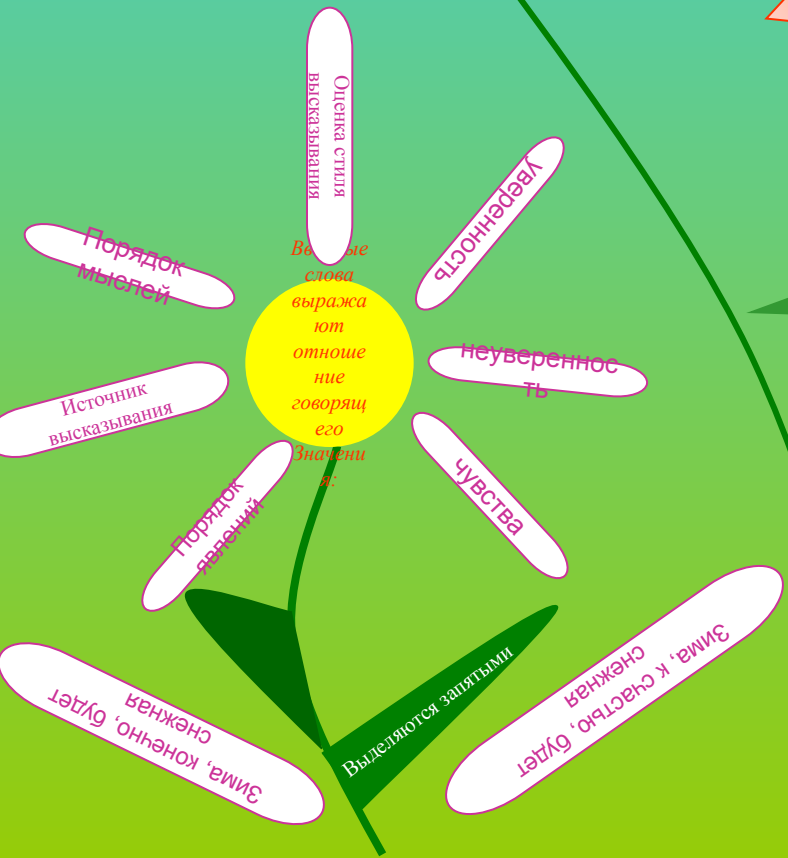 Оценка стиля
высказывания
уверенность
Порядок
мыслей
слова
выража
ют
отноше
ние
говорящ
его
Значени
я:
неувереннос
ть
Источник
высказывания
чувства
Порядок
явлений
Зима, конечно, будет
снежная
Выделяются запятыми
Зима, к счастью, будет
снежная